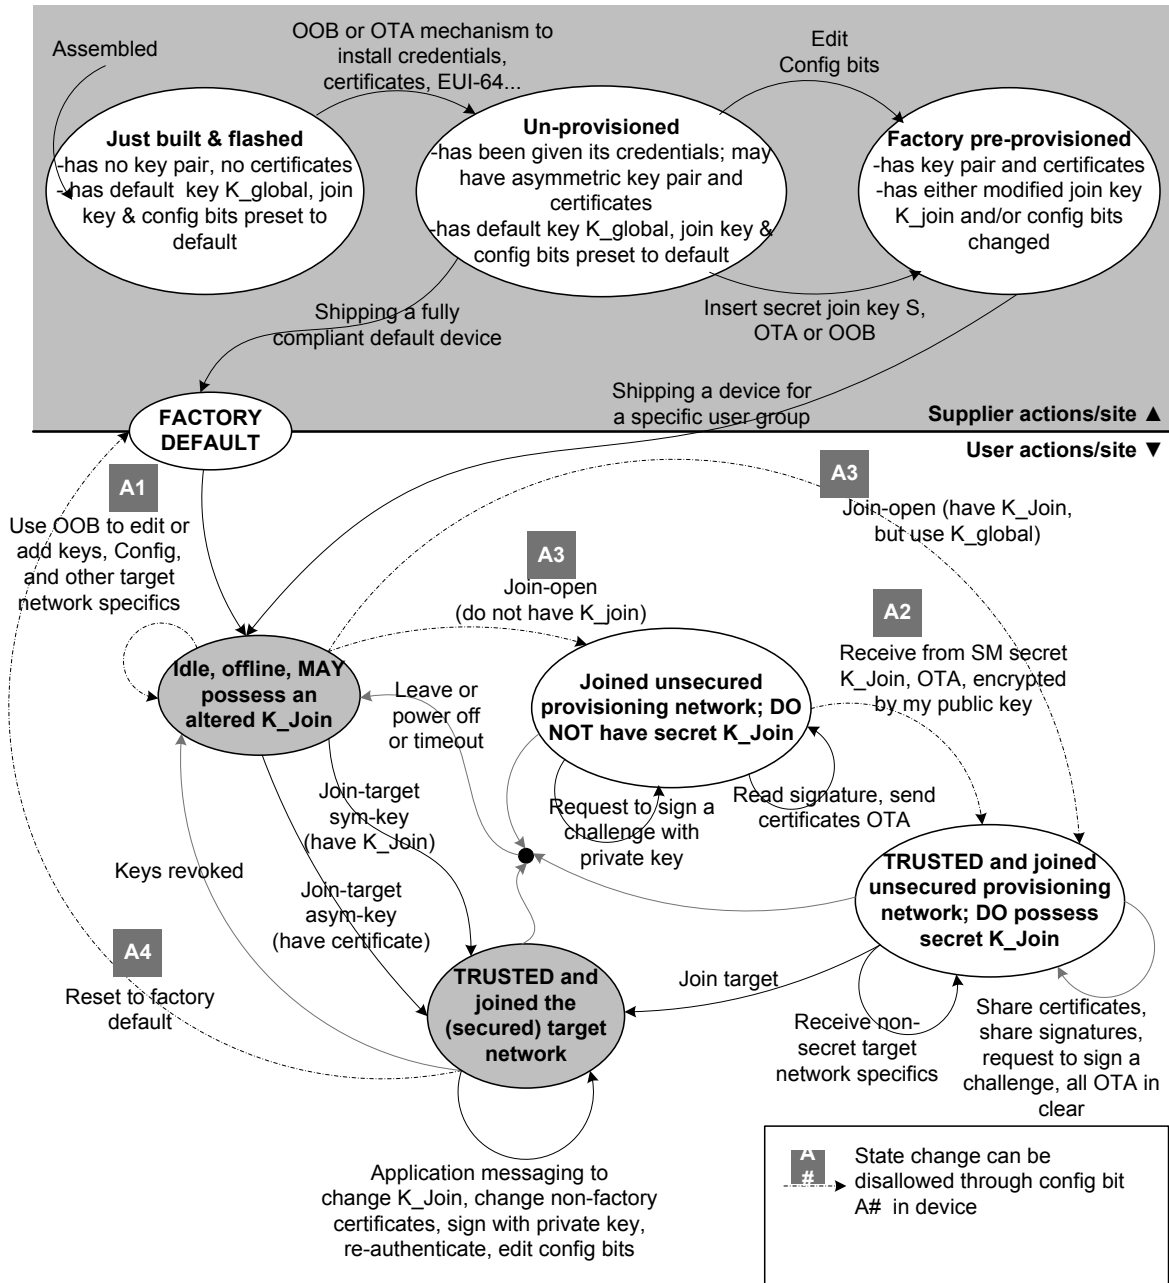 Assembled
OOB or OTA mechanism to
install credentials,
certificates, EUI-64...
Edit
Config bits
Just built & flashed
-has no key pair, no certificates
-has default key K_global, join
key & config bits preset to
default
Un-provisioned
-has been given its credentials; may
have asymmetric key pair and
certificates
-has default key K_global, join key &
config bits preset to default
Factory pre-provisioned
-has key pair and certificates
-has either modified join key
K_join and/or config bits
changed
Shipping a fully
compliant default device
Insert secret join key S,
OTA or OOB
Shipping a device for
a specific user group
FACTORY
DEFAULT
Supplier actions/site ▲
User actions/site ▼
A1
Use OOB to edit or
add keys, Config,
and other target
network specifics
A3
Join-open (have K_Join,
but use K_global)
A3
Join-open
(do not have K_join)
A2
Receive from SM secret
K_Join, OTA, encrypted
by my public key
Idle, offline, MAY
possess an
altered K_Join
Leave or
power off
or timeout
Joined unsecured
provisioning network; DO
NOT have secret K_Join
Request to sign a
challenge with
private key
Read signature, send
certificates OTA
Join-target
sym-key
(have K_Join)
Keys revoked
Join-target
asym-key
(have certificate)
TRUSTED and joined
unsecured provisioning
network; DO possess
secret K_Join
A4
Reset to factory
default
TRUSTED and
joined the
(secured) target
network
Join target
Receive non-
secret target
network specifics
Share certificates,
share signatures,
request to sign a
challenge, all OTA in
clear
Application messaging to
change K_Join, change non-factory
certificates, sign with private key,
re-authenticate, edit config bits
A
#
State change can be
disallowed through config bit
A# in device